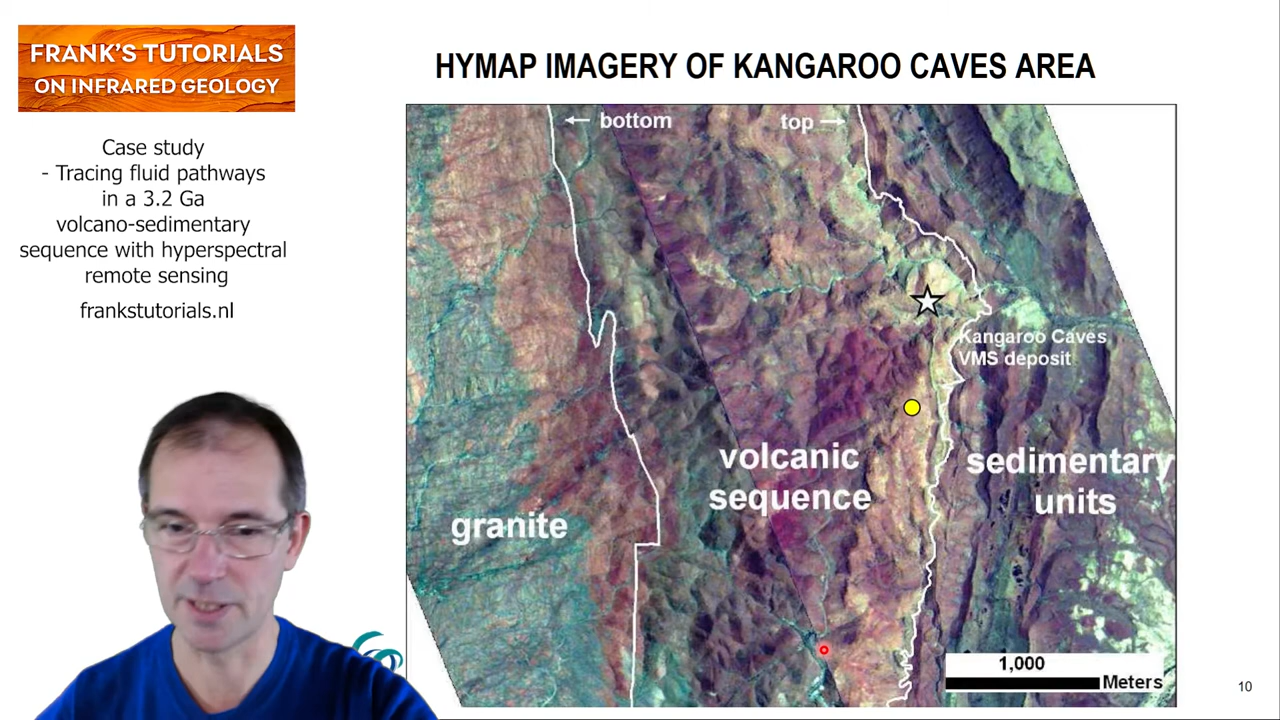 FRANK'S TUTORIALS
ON INFRARED GEOLOGY
Case study
- Tracing fluid pathways
in a 3.2 Ga
volcano-sedimentary
sequence with hyperspectral
remote sensing
frankstutorials.nl
HYMAP IMAGERY OF KANGAROO CAVES AREA
bottom
top
Kangaroo Caves
VMS deposit
volcanic
sequence
sedimentary
units
granite
1,000
Meters
10